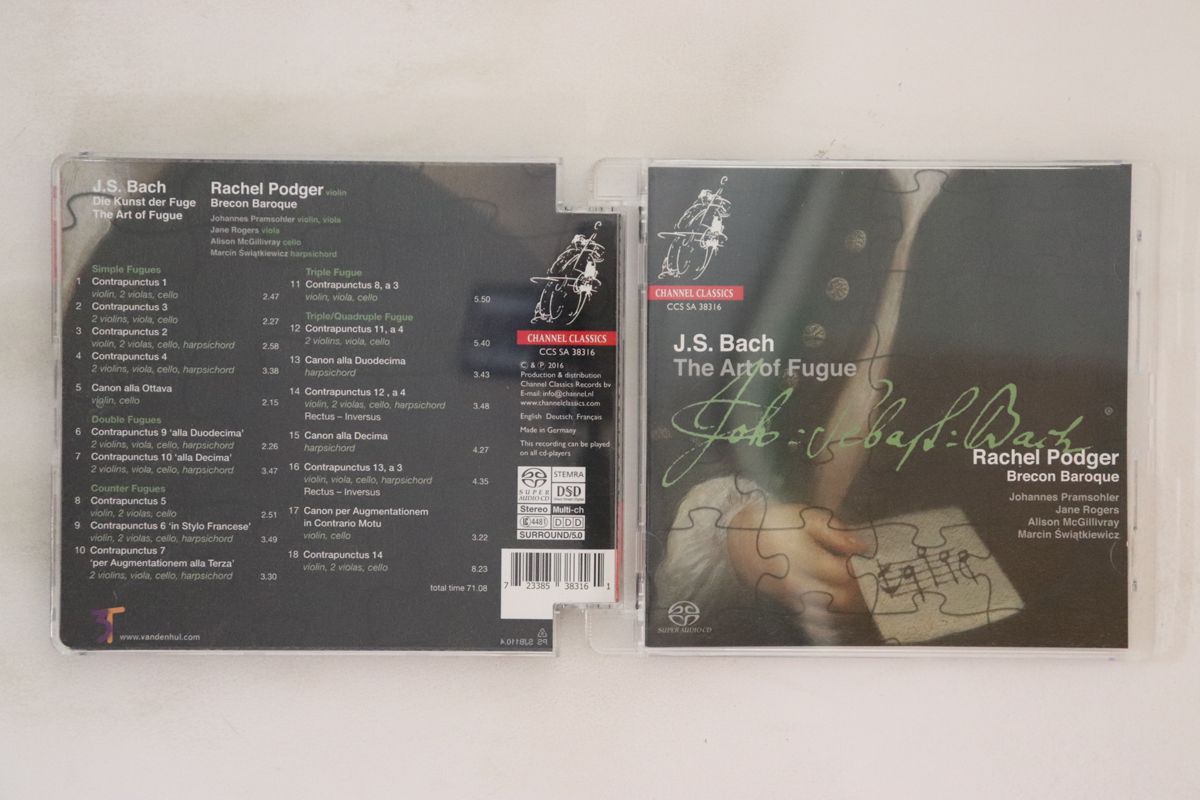 J.S. Bach
Die Kunst der Fuge
The Art of Fugue
Rachel Podger violin
Brecon Baroque
Johannes Pramsohler violin, viola
Jane Rogers viola
Alison McGillivray cello
Marcin Świątkiewicz harpsichord
Simple Fugues
1 Contrapunctus 1
violin, 2 violas, cello 2.47
2 Contrapunctus 3
2 violins, viola, cello 2.27
3 Contrapunctus 2
violin, 2 violas, cello, harpsichord 2.58
4 Contrapunctus 4
2 violins, viola, cello, harpsichord 3.38
5 Canon alla Ottava
violin, cello 2.15
Double Fugues
6 Contrapunctus 9 ‘alla Duodecima’
2 violins, viola, cello, harpsichord 2.26
7 Contrapunctus 10 ‘alla Decima’
2 violins, viola, cello, harpsichord 3.47
Counter Fugues
8 Contrapunctus 5
violin, 2 violas, cello 2.51
9 Contrapunctus 6 ‘in Stylo Francese’
violin, 2 violas, cello, harpsichord 3.49
10 Contrapunctus 7
‘per Augmentationem alla Terza’
2 violins, viola, cello, harpsichord 3.30
Triple Fugue
11 Contrapunctus 8, a 3
violin, viola, cello 5.50
Triple/Quadruple Fugue
12 Contrapunctus 11, a 4
2 violins, viola, cello 5.40
13 Canon alla Duodecima
3.43
14 Contrapunctus 12 , a 4
violin, 2 violas, cello, harpsichord 3.48
Rectus – Inversus
15 Canon alla Decima
harpsichord 4.27
16 Contrapunctus 13, a 3
violin, viola, cello, harpsichord 4.35
Rectus – Inversus
17 Canon per Augmentationem
in Contrario Motu
violin, cello 3.22
18 Contrapunctus 14
violin, 2 violas, cello 8.23
total time 71.08
3T
www.vandenhul.com
CHANNEL CLASSICS
CCS SA 38316
© & ℗ 2016
Production & distribution
Channel Classics Records bv
E-mail: info@channel.nl
www.channelclassics.com
English Deutsch Français
Made in Germany
This recording can be played
on all cd-players
SUPER AUDIO CD
STEMRA
DSD
Direct Stream Digital
Stereo Multi-ch
LC 4481 DDD
SURROUND/5.0
7 23385 38316 1
PS SJB110.4
CHANNEL CLASSICS
CCS SA 38316
J.S. Bach
The Art of Fugue
Joh: Sebast: Bach
®
Rachel Podger
Brecon Baroque
Johannes Pramsohler
Jane Rogers
Alison McGillivray
Marcin Świątkiewicz
SUPER AUDIO CD